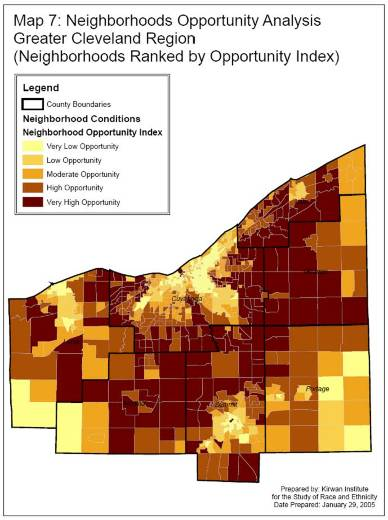 Map 7: Neighborhoods Opportunity Analysis
Greater Cleveland Region
(Neighborhoods Ranked by Opportunity Index)
Legend
County Boundaries
Neighborhood Conditions
Neighborhood Opportunity Index
Very Low Opportunity
Low Opportunity
Moderate Opportunity
High Opportunity
Very High Opportunity
Cuyahoga
Portage
Summit
Prepared by: Kirwan Institute
for the Study of Race and Ethnicity
Date Prepared: January 29, 2005